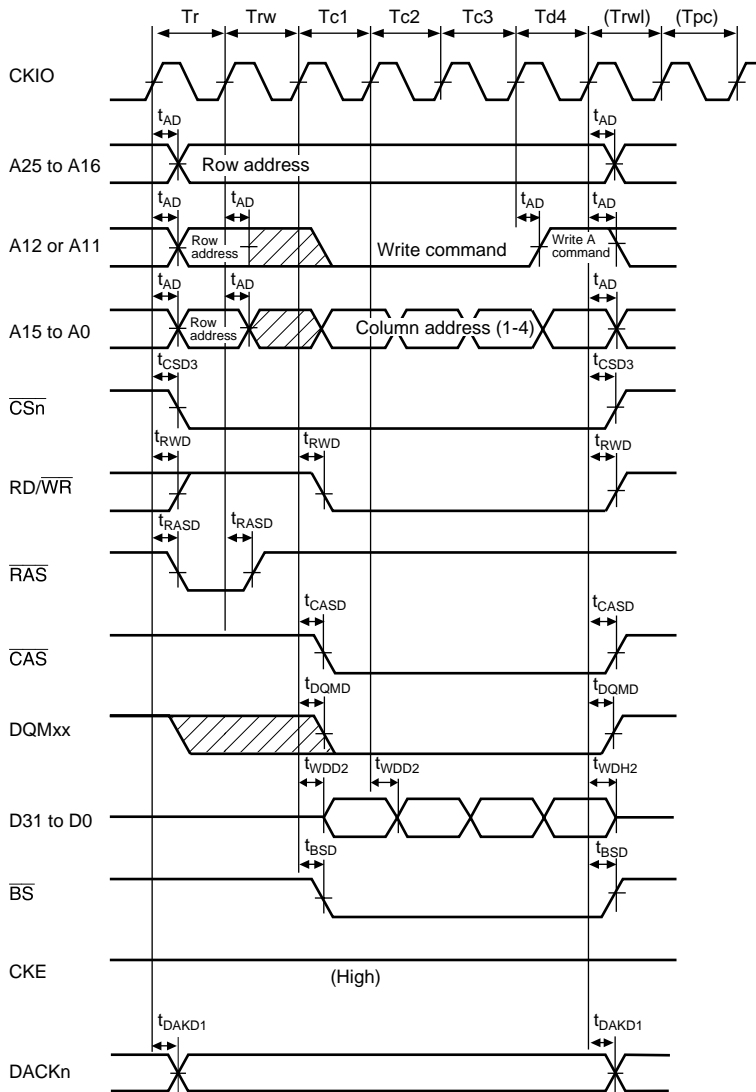 Tr Trw Tc1 Tc2 Tc3 Td4 (Trwl) (Tpc)
CKIO
tAD tAD
A25 to A16 Row address
tAD tAD tAD tAD
A12 or A11 Row address Write command Write A command
tAD tAD tAD
A15 to A0 Row address Column address (1-4)
tCSD3 tCSD3
CSn
tRWD tRWD tRWD
RD/WR
tRASD tRASD
RAS
tCASD tCASD
CAS
tDQMD tDQMD
DQMxx
tWDD2 tWDD2 tWDH2
D31 to D0
tBSD tBSD
BS
CKE (High)
tDAKD1 tDAKD1
DACKn